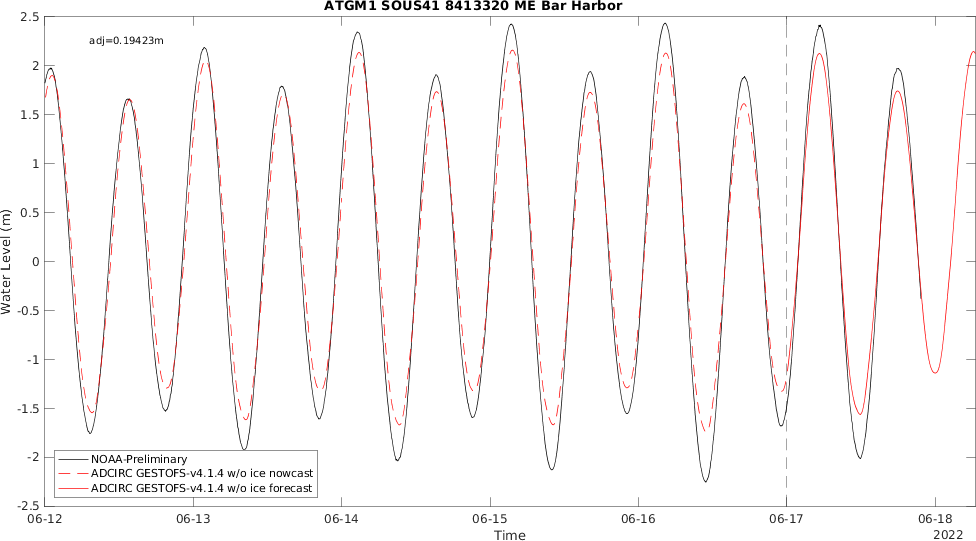 ATGM1 SOUS41 8413320 ME Bar Harbor
adj=0.19423m
2.5
2
1.5
1
0.5
0
-0.5
-1
-1.5
-2
-2.5
Water Level (m)
NOAA-Preliminary
ADCIRC GESTOFS-v4.1.4 w/o ice nowcast
ADCIRC GESTOFS-v4.1.4 w/o ice forecast
06-12 06-13 06-14 06-15 06-16 06-17 06-18
Time
2022